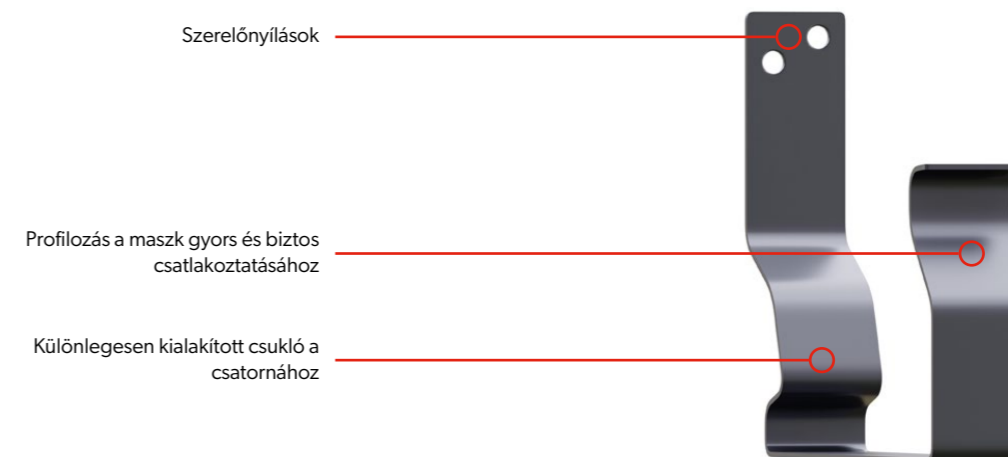 Szerelőnyílások
Profilozás a maszk gyors és biztos
csatlakoztatásához
Különlegesen kialakított csukló a
csatornához